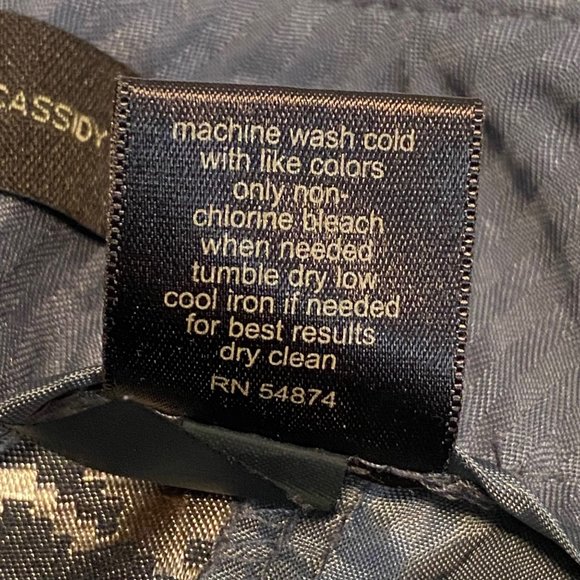 CASSIDY
machine wash cold
with like colors
only non-
chlorine bleach
when needed
tumble dry low
cool iron if needed
for best results
dry clean
RN 54874